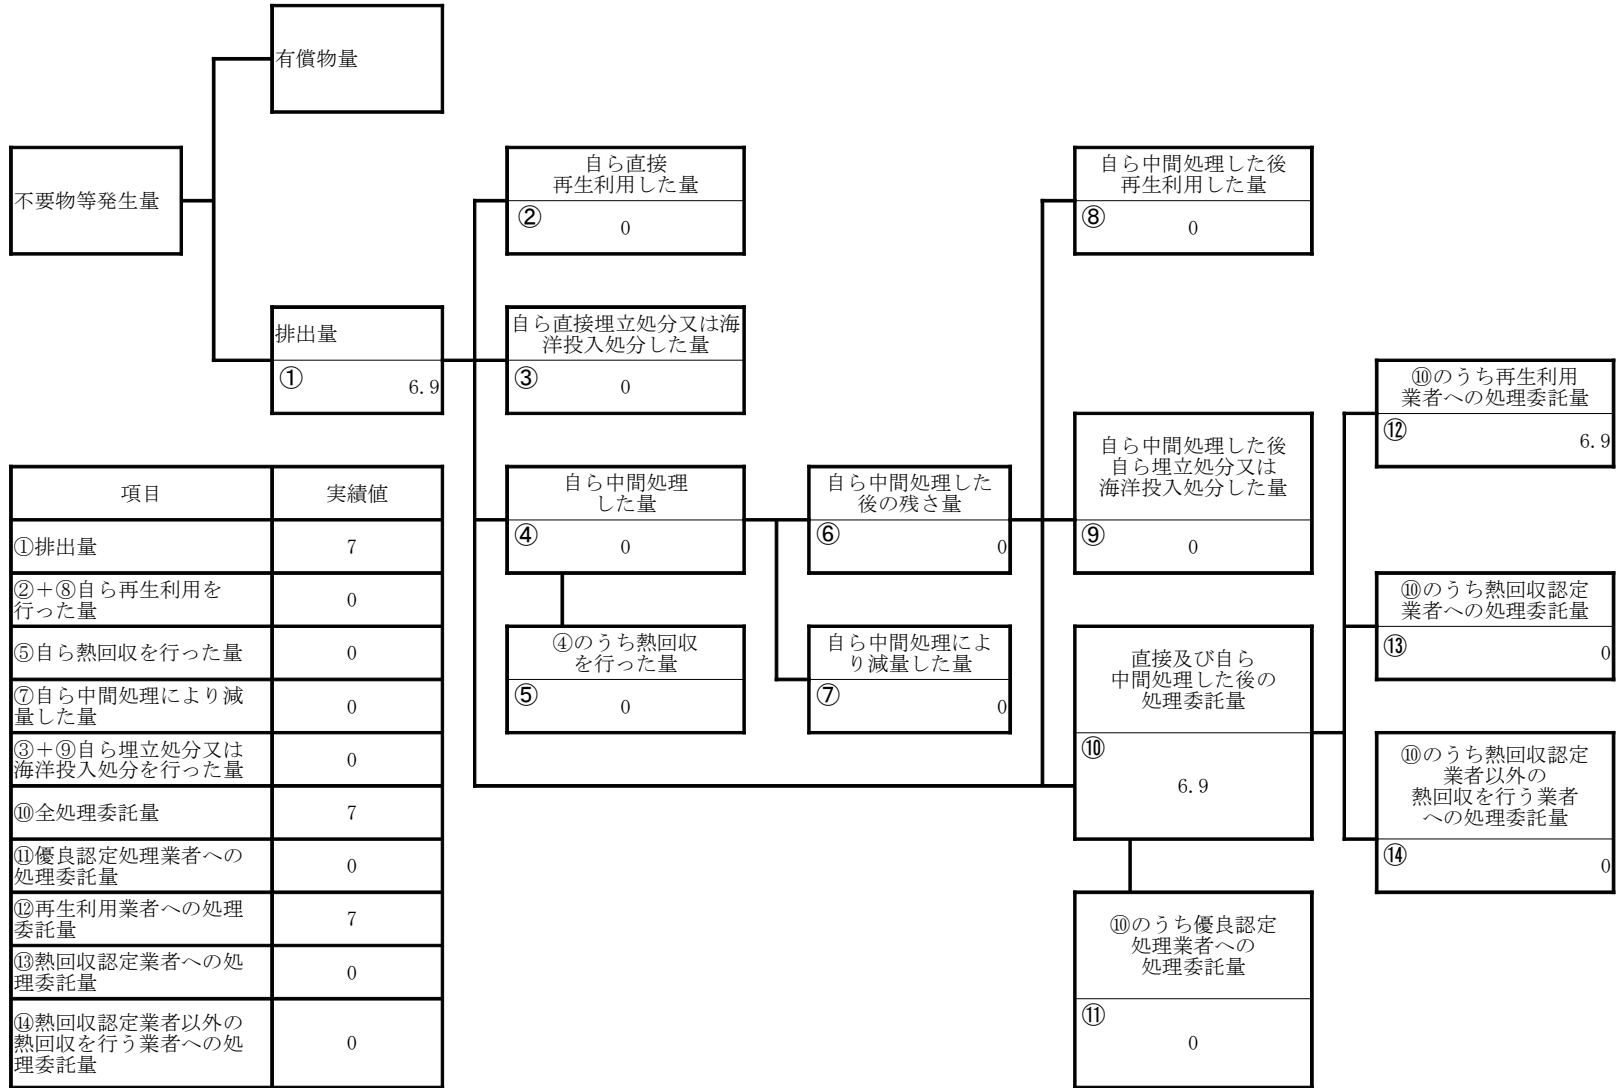 有償物量
不要物等発生量
排出量
① 6.9
自ら直接
再生利用した量
② 0
自ら直接埋立処分又は海
洋投入処分した量
③ 0
自ら中間処理
した量
④ 0
④のうち熱回収
を行った量
⑤ 0
自ら中間処理した
後の残さ量
⑥ 0
自ら中間処理によ
り減量した量
⑦ 0
自ら中間処理した後
再生利用した量
⑧ 0
自ら中間処理した後
自ら埋立処分又は
海洋投入処分した量
⑨ 0
直接及び自ら
中間処理した後の
処理委託量
⑩
6.9
⑩のうち優良認定
処理業者への
処理委託量
⑪
0
⑩のうち再生利用
業者への処理委託量
⑫ 6.9
⑩のうち熱回収認定
業者への処理委託量
⑬ 0
⑩のうち熱回収認定
業者以外の
熱回収を行う業者
への処理委託量
⑭ 0
項目 実績値
①排出量 7
②＋⑧自ら再生利用を
行った量 0
⑤自ら熱回収を行った量 0
⑦自ら中間処理により減
量した量 0
③＋⑨自ら埋立処分又は
海洋投入処分を行った量 0
⑩全処理委託量 7
⑪優良認定処理業者への
処理委託量 0
⑫再生利用業者への処理
委託量 7
⑬熱回収認定業者への処
理委託量 0
⑭熱回収認定業者以外の
熱回収を行う業者への処 0
理委託量